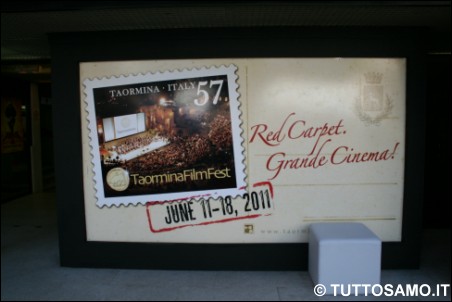 TAORMINA - ITALY 57
TaorminaFilmFest
JUNE 11-18, 2011
Red Carpet.
Grande Cinema!
© TUTTOSAMO.IT